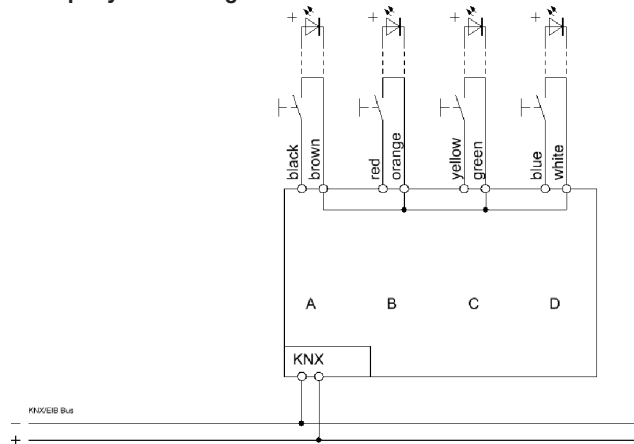 + + + +
black brown red orange yellow green blue white
A B C D
KNX
KNX/EIB Bus
–
+